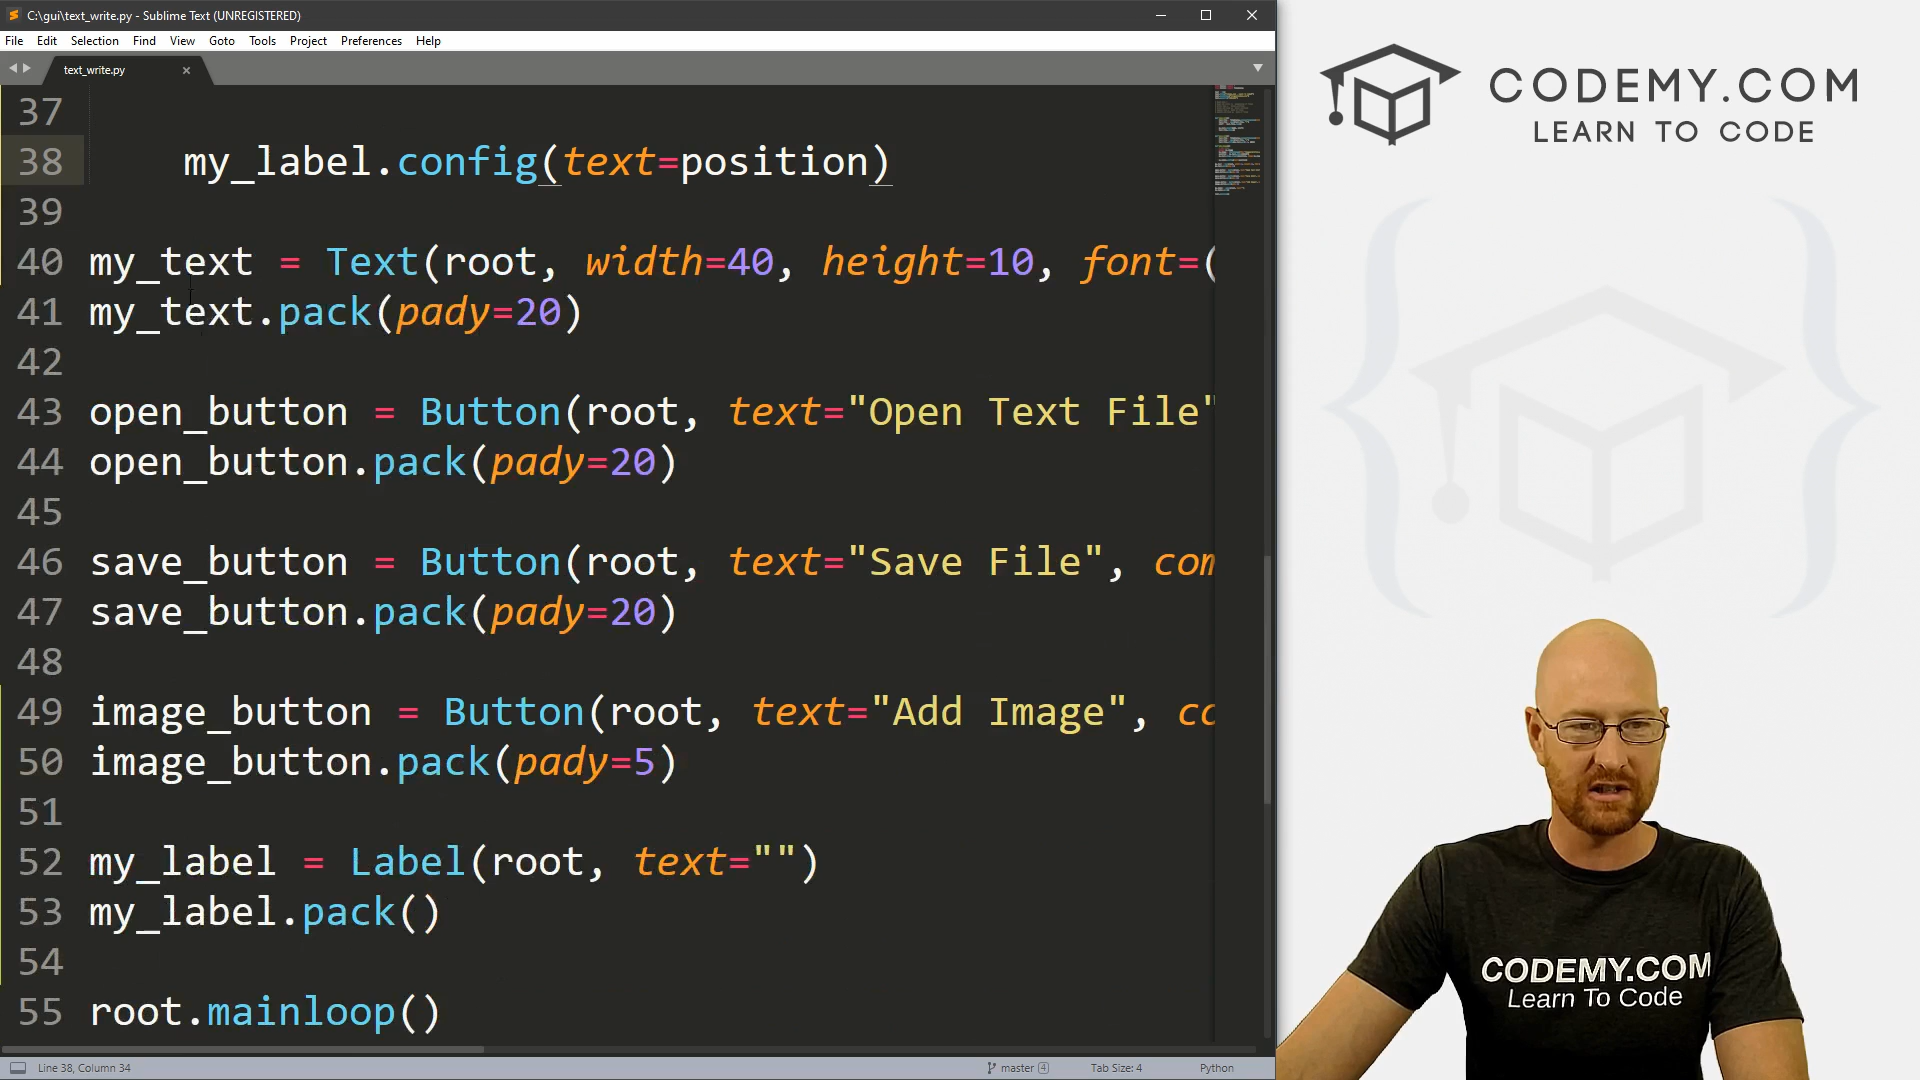 C:\gui\text_write.py - Sublime Text (UNREGISTERED)
File Edit Selection Find View Goto Tools Project Preferences Help
text_write.py
37
38 my_label.config(text=position)
39
40 my_text = Text(root, width=40, height=10, font=(
41 my_text.pack(pady=20)
42
43 open_button = Button(root, text="Open Text File"
44 open_button.pack(pady=20)
45
46 save_button = Button(root, text="Save File", com
47 save_button.pack(pady=20)
48
49 image_button = Button(root, text="Add Image", co
50 image_button.pack(pady=5)
51
52 my_label = Label(root, text="")
53 my_label.pack()
54
55 root.mainloop()
Line 38, Column 34
master 4
Tab Size: 4
Python
CODEMY.COM
LEARN TO CODE
CODEMY.COM
Learn To Code